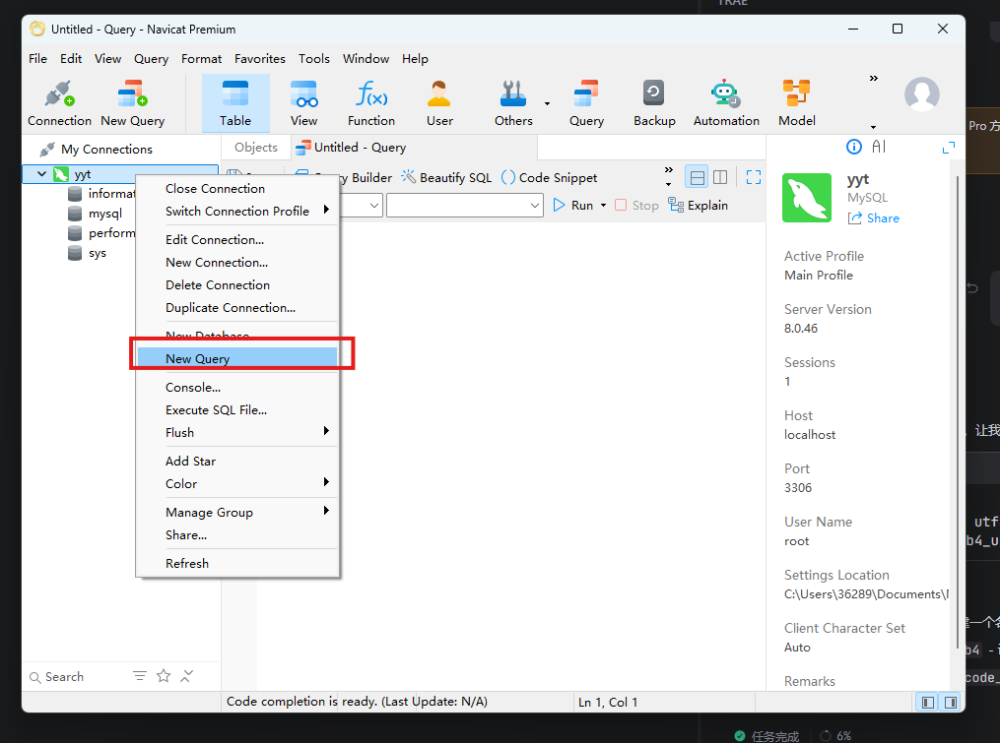 TRAE
Untitled - Query - Navicat Premium
File Edit View Query Format Favorites Tools Window Help
Connection New Query Table View Function User Others Query Backup Automation Model
Pro 方
My Connections
Objects Untitled - Query
AI
yyt
informat
mysql
perform
sys
Builder Beautify SQL () Code Snippet
Run Stop Explain
Close Connection
Switch Connection Profile
Edit Connection...
New Connection...
Delete Connection
Duplicate Connection...
New Database...
New Query
Console...
Execute SQL File...
Flush
Add Star
Color
Manage Group
Share...
Refresh
yyt
MySQL
Share
Active Profile
Main Profile
Server Version
8.0.46
Sessions
1
Host
localhost
Port
3306
User Name
root
Settings Location
C:\Users\36289\Documents\
Client Character Set
Auto
Remarks
，让我
utf
b4_u
一个名
b4 -
code_
Search
Code completion is ready. (Last Update: N/A)
Ln 1, Col 1
任务完成 6%